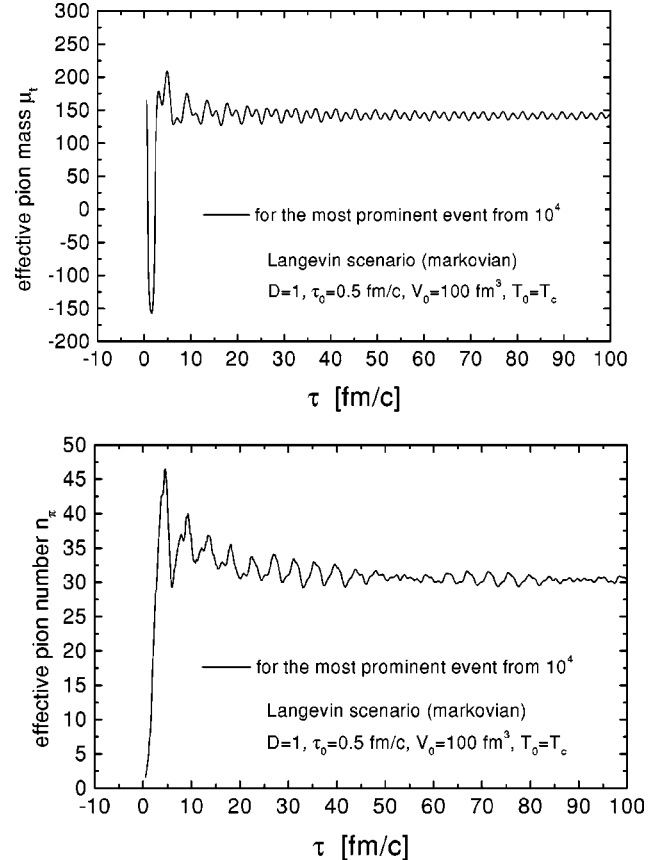 effective pion mass μt
300
250
200
150
100
50
0
-50
-100
-150
-200
for the most prominent event from 10⁴
Langevin scenario (markovian)
D=1, τ₀=0.5 fm/c, V₀=100 fm³, T₀=Tc
-10 0 10 20 30 40 50 60 70 80 90 100
τ [fm/c]
effective pion number nπ
50
45
40
35
30
25
20
15
10
5
0
for the most prominent event from 10⁴
Langevin scenario (markovian)
D=1, τ₀=0.5 fm/c, V₀=100 fm³, T₀=Tc
-10 0 10 20 30 40 50 60 70 80 90 100
τ [fm/c]